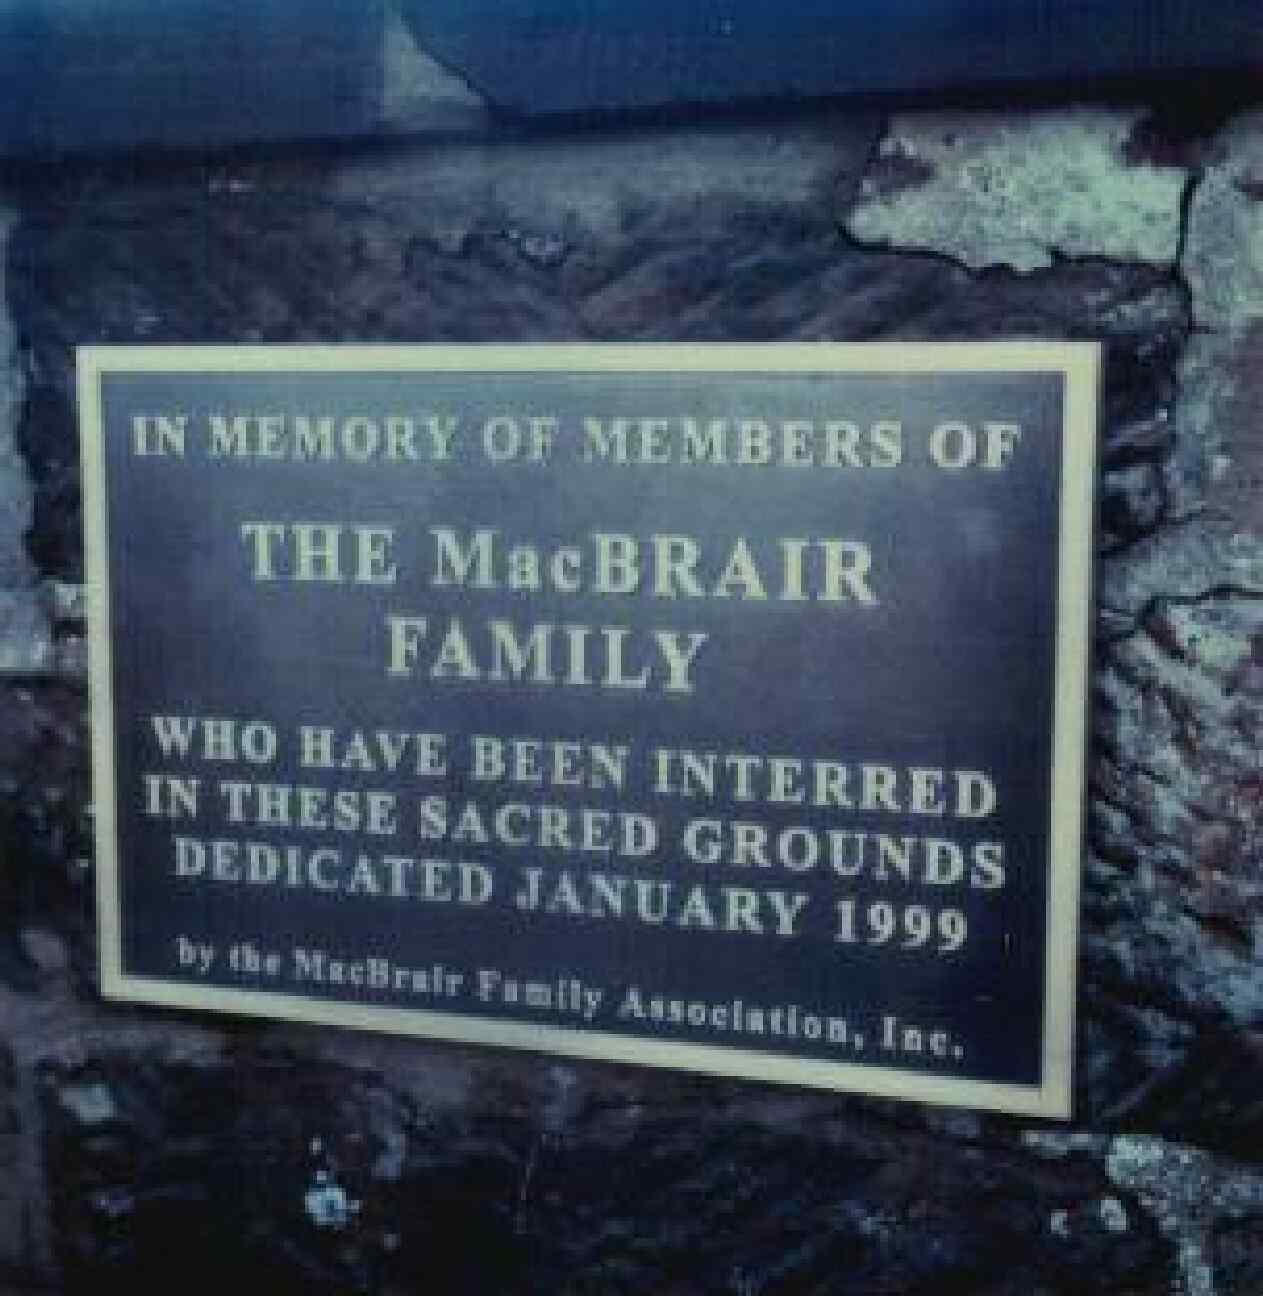 IN MEMORY OF MEMBERS OF
THE MacBRAIR
FAMILY
WHO HAVE BEEN INTERRED
IN THESE SACRED GROUNDS
DEDICATED JANUARY 1999
by the MacBrair Family Association, Inc.